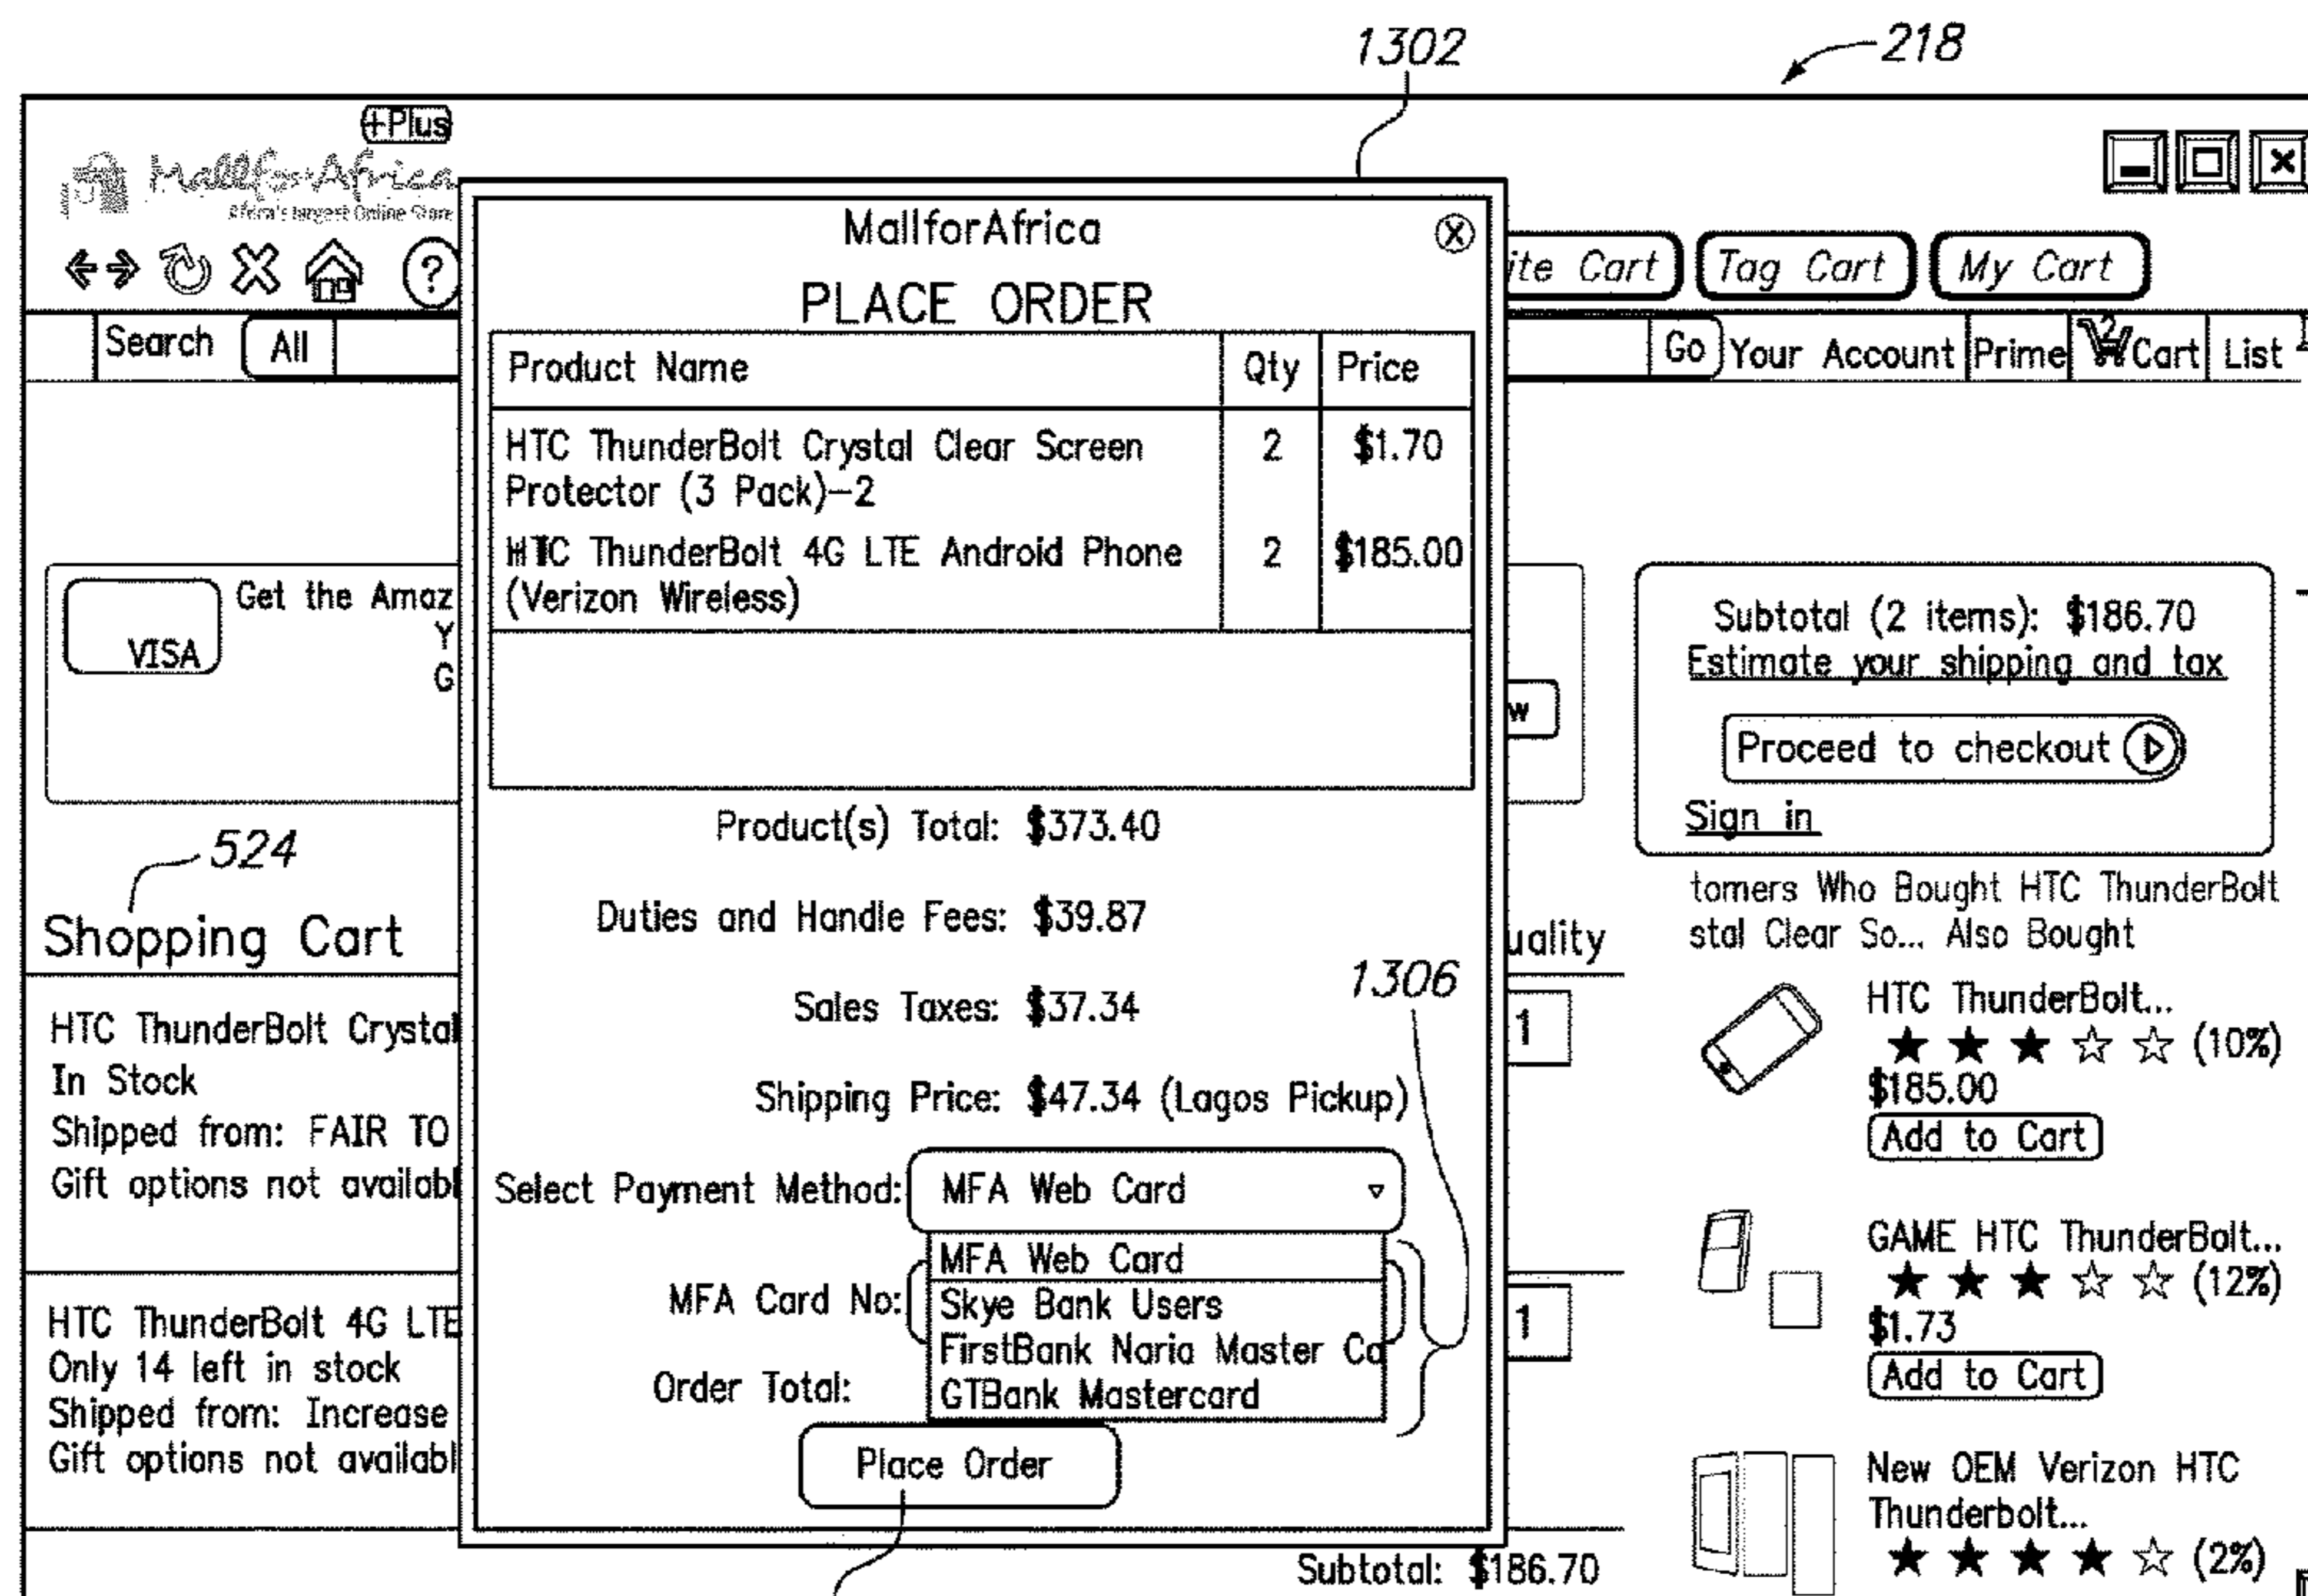 1302
218
+Plus
MallforAfrica
Africa's largest Online Store
?
ite Cart
Tag Cart
My Cart
Search
All
Go
Your Account
Prime
2
Cart
List
MallforAfrica
PLACE ORDER
Product Name Qty Price
HTC ThunderBolt Crystal Clear Screen 2 $1.70
Protector (3 Pack)-2
HTC ThunderBolt 4G LTE Android Phone 2 $185.00
(Verizon Wireless)
Product(s) Total: $373.40
Duties and Handle Fees: $39.87
Sales Taxes: $37.34
1306
Shipping Price: $47.34 (Lagos Pickup)
Select Payment Method: MFA Web Card
MFA Web Card
MFA Card No:
Skye Bank Users
FirstBank Naria Master Ca
GTBank Mastercard
Order Total:
Place Order
VISA
Get the Amaz
Y
G
w
524
Shopping Cart
uality
HTC ThunderBolt Crystal
1
In Stock
Shipped from: FAIR TO
Gift options not availabl
HTC ThunderBolt 4G LTE
1
Only 14 left in stock
Shipped from: Increase
Gift options not availabl
Subtotal: $186.70
Subtotal (2 items): $186.70
Estimate your shipping and tax
Proceed to checkout
Sign in
tomers Who Bought HTC ThunderBolt
stal Clear So... Also Bought
HTC ThunderBolt...
★ ★ ★ ☆ ☆ (10%)
$185.00
Add to Cart
GAME HTC ThunderBolt...
★ ★ ★ ☆ ☆ (12%)
$1.73
Add to Cart
New OEM Verizon HTC
Thunderbolt...
★ ★ ★ ★ ☆ (2%)